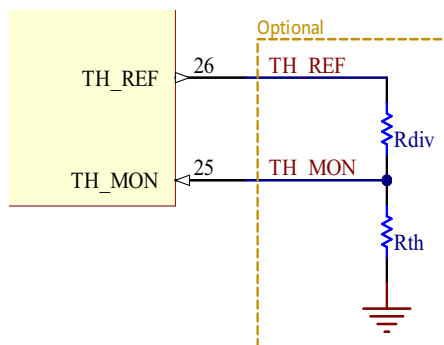 Optional
TH_REF 26 TH_REF
Rdiv
TH_MON 25 TH_MON
Rth